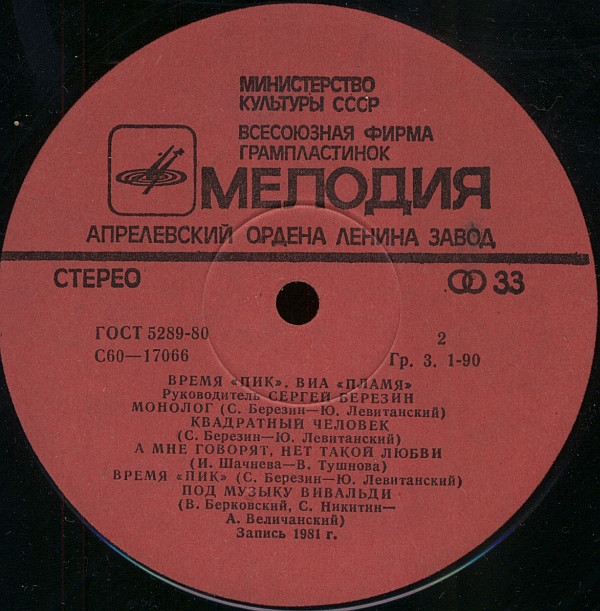 МИНИСТЕРСТВО
КУЛЬТУРЫ СССР
ВСЕСОЮЗНАЯ ФИРМА
ГРАМПЛАСТИНОК
МЕЛОДИЯ
АПРЕЛЕВСКИЙ ОРДЕНА ЛЕНИНА ЗАВОД
СТЕРЕО 33
ГОСТ 5289-80 2
С60—17066 Гр. 3. 1-90
ВРЕМЯ «ПИК». ВИА «ПЛАМЯ»
Руководитель СЕРГЕЙ БЕРЕЗИН
МОНОЛОГ (С. Березин—Ю. Левитанский)
КВАДРАТНЫЙ ЧЕЛОВЕК
(С. Березин—Ю. Левитанский)
А МНЕ ГОВОРЯТ, НЕТ ТАКОЙ ЛЮБВИ
(И. Шачнева—В. Тушнова)
ВРЕМЯ «ПИК» (С. Березин—Ю. Левитанский)
ПОД МУЗЫКУ ВИВАЛЬДИ
(В. Берковский, С. Никитин—
А. Величанский)
Запись 1981 г.